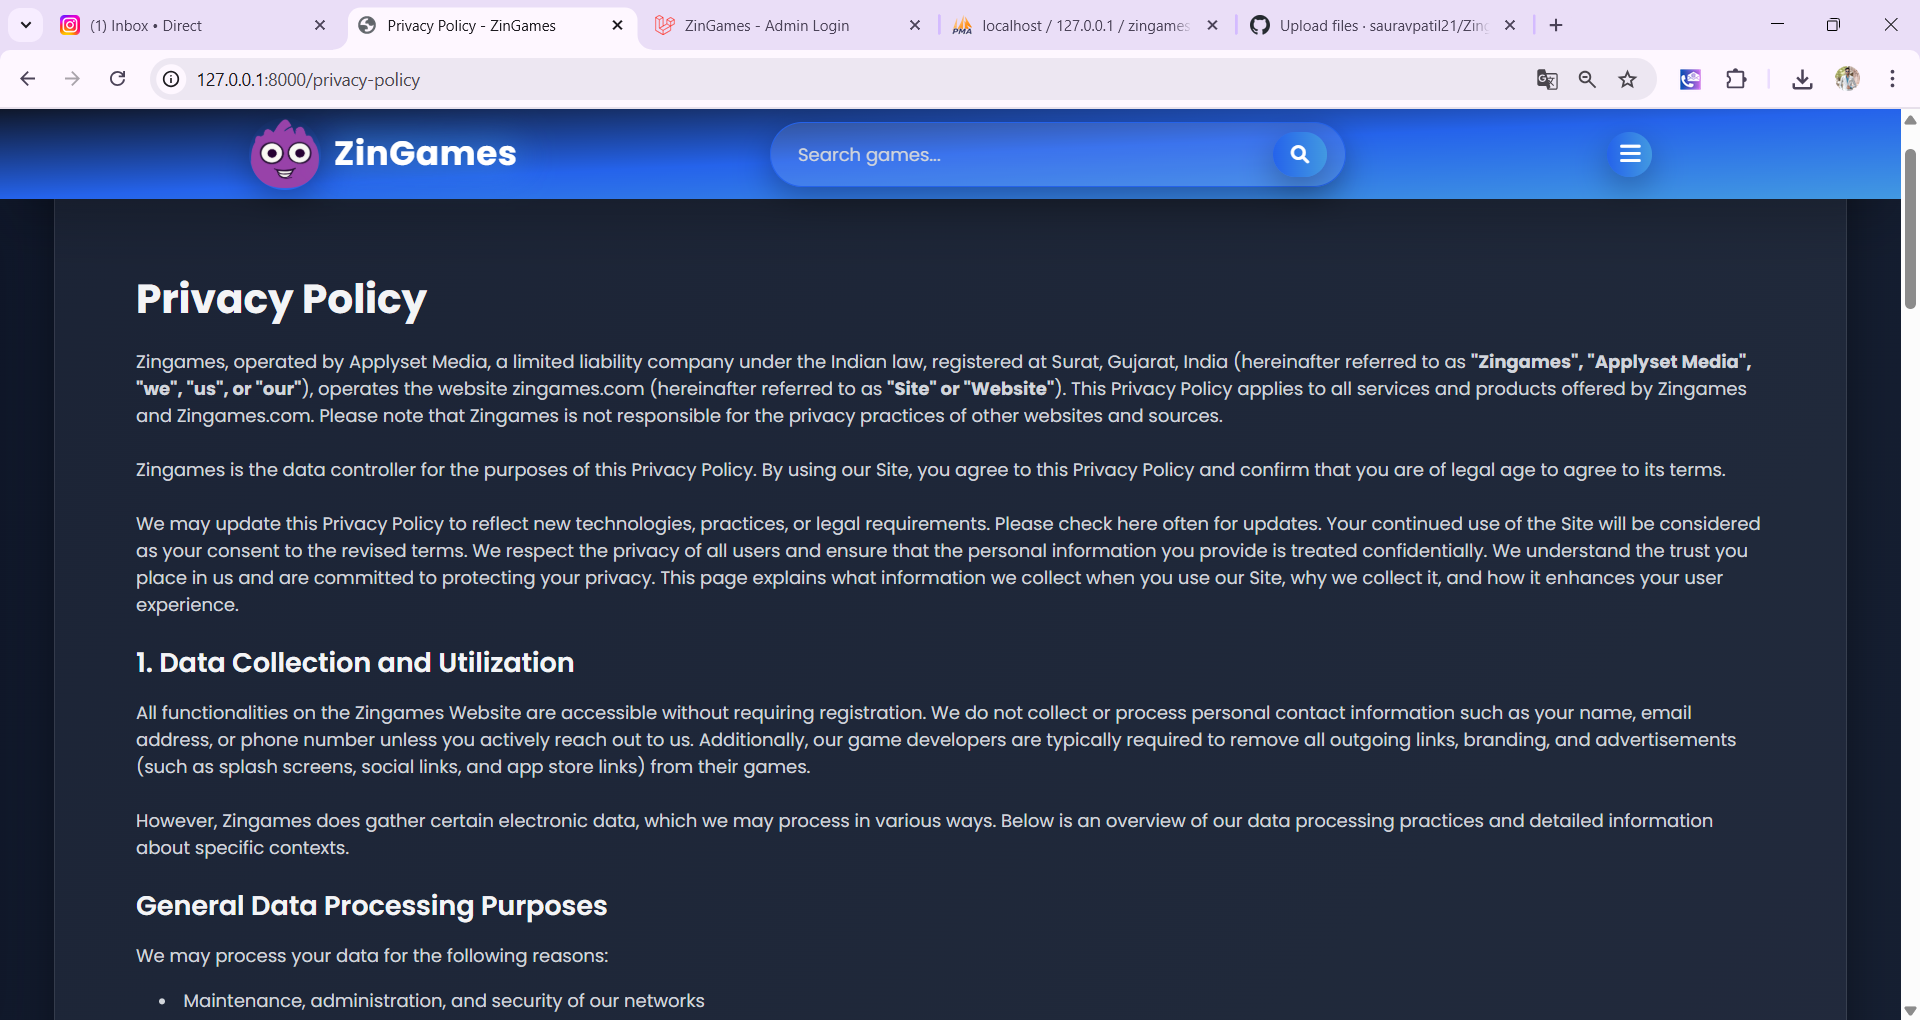 (1) Inbox • Direct
Privacy Policy - ZinGames
ZinGames - Admin Login
localhost / 127.0.0.1 / zingames
Upload files · sauravpatil21/Zin
127.0.0.1:8000/privacy-policy
ZinGames
Search games...
Privacy Policy
Zingames, operated by Applyset Media, a limited liability company under the Indian law, registered at Surat, Gujarat, India (hereinafter referred to as "Zingames", "Applyset Media",
"we", "us", or "our"), operates the website zingames.com (hereinafter referred to as "Site" or "Website"). This Privacy Policy applies to all services and products offered by Zingames
and Zingames.com. Please note that Zingames is not responsible for the privacy practices of other websites and sources.
Zingames is the data controller for the purposes of this Privacy Policy. By using our Site, you agree to this Privacy Policy and confirm that you are of legal age to agree to its terms.
We may update this Privacy Policy to reflect new technologies, practices, or legal requirements. Please check here often for updates. Your continued use of the Site will be considered
as your consent to the revised terms. We respect the privacy of all users and ensure that the personal information you provide is treated confidentially. We understand the trust you
place in us and are committed to protecting your privacy. This page explains what information we collect when you use our Site, why we collect it, and how it enhances your user
experience.
1. Data Collection and Utilization
All functionalities on the Zingames Website are accessible without requiring registration. We do not collect or process personal contact information such as your name, email
address, or phone number unless you actively reach out to us. Additionally, our game developers are typically required to remove all outgoing links, branding, and advertisements
(such as splash screens, social links, and app store links) from their games.
However, Zingames does gather certain electronic data, which we may process in various ways. Below is an overview of our data processing practices and detailed information
about specific contexts.
General Data Processing Purposes
We may process your data for the following reasons:
• Maintenance, administration, and security of our networks